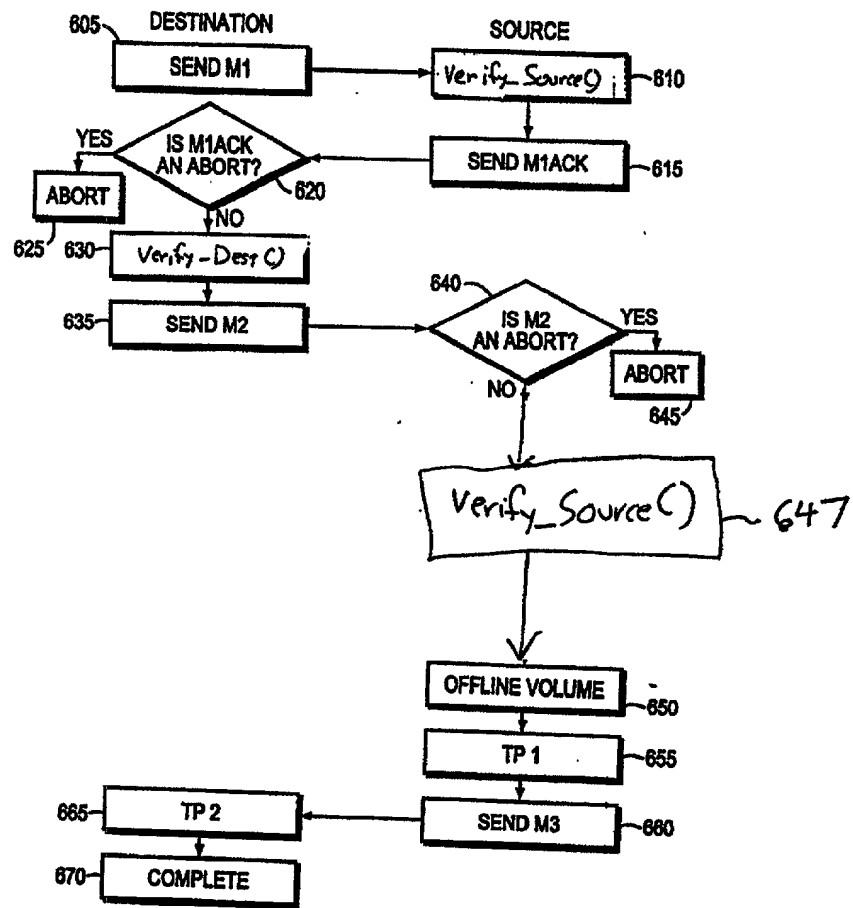 DESTINATION
SOURCE
605
SEND M1
Verify_Source();
610
SEND M1ACK
615
YES
IS M1ACK
AN ABORT?
620
ABORT
625
NO
630
Verify-Dest()
635
SEND M2
640
IS M2
AN ABORT?
YES
ABORT
645
NO
Verify_Source()
647
OFFLINE VOLUME
650
TP 1
655
SEND M3
660
665
TP 2
670
COMPLETE